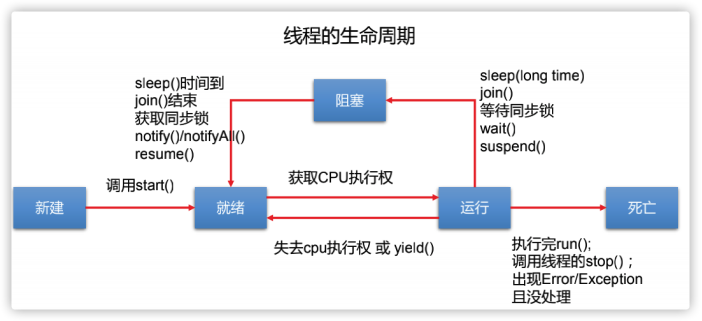 线程的生命周期
sleep()时间到
join()结束
获取同步锁
notify()/notifyAll()
resume()
阻塞
sleep(long time)
join()
等待同步锁
wait()
suspend()
新建
调用start()
就绪
获取CPU执行权
失去cpu执行权 或 yield()
运行
死亡
执行完run();
调用线程的stop()；
出现Error/Exception
且没处理